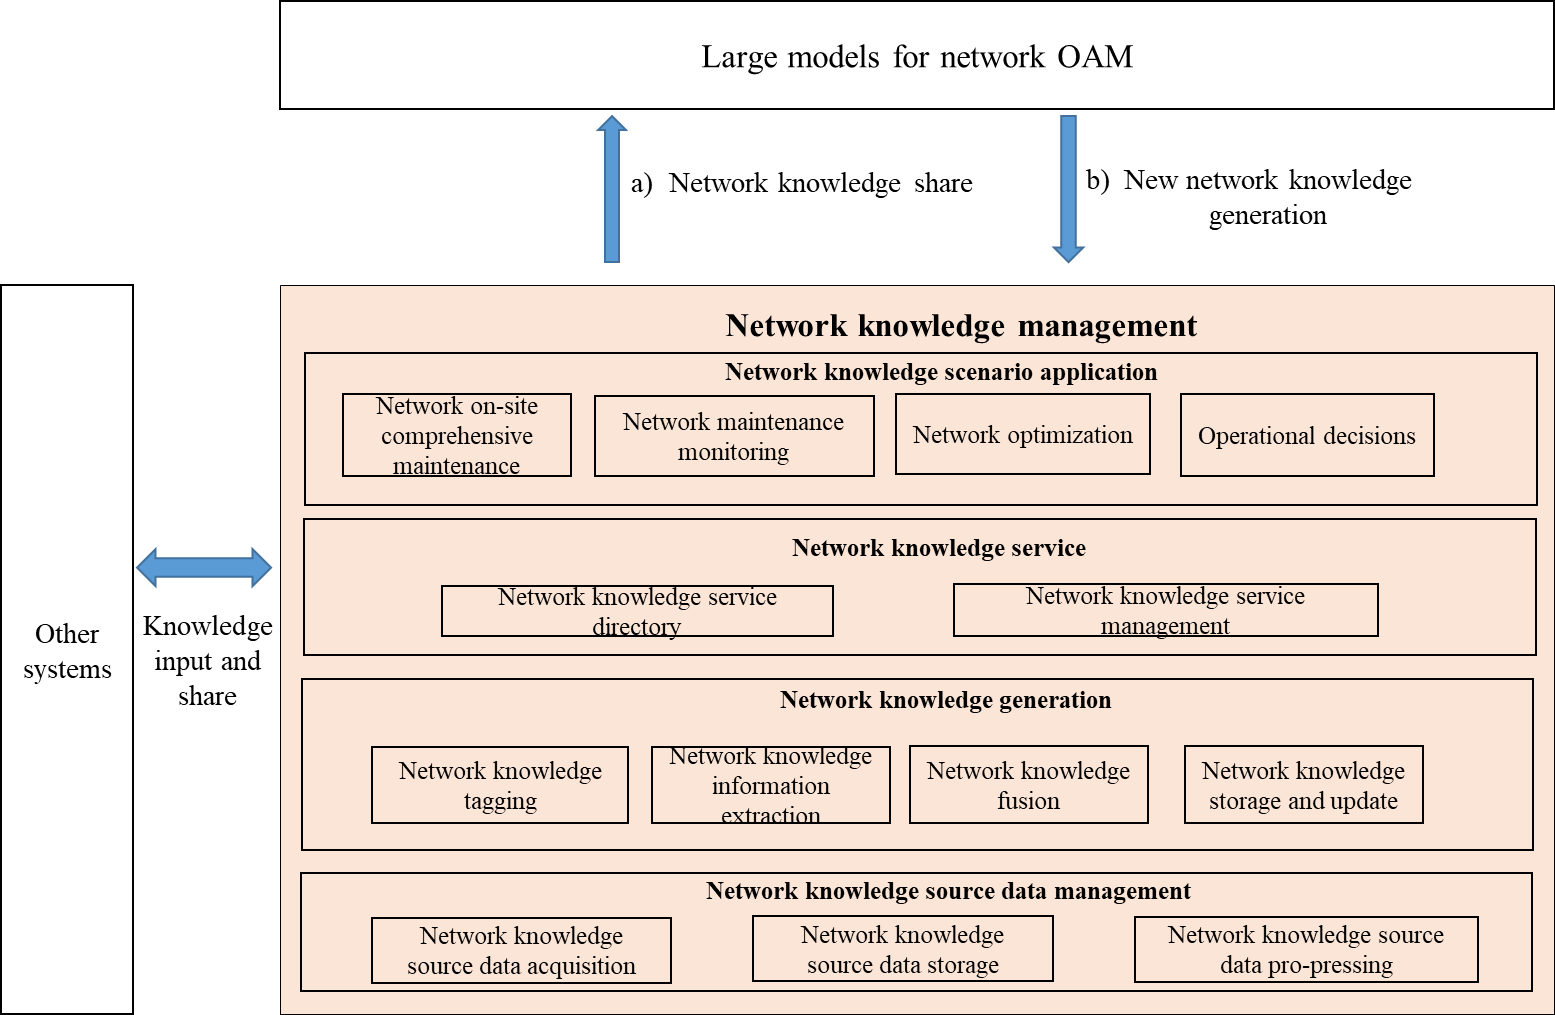 Large models for network OAM
a) Network knowledge share
b) New network knowledge
generation
Network knowledge management
Network knowledge scenario application
Network on-site
comprehensive
maintenance
Network maintenance
monitoring
Network optimization
Operational decisions
Network knowledge service
Network knowledge service
directory
Network knowledge service
management
Other
systems
Knowledge
input and
share
Network knowledge generation
Network knowledge
tagging
Network knowledge
information
extraction
Network knowledge
fusion
Network knowledge
storage and update
Network knowledge source data management
Network knowledge
source data acquisition
Network knowledge
source data storage
Network knowledge source
data pro-pressing